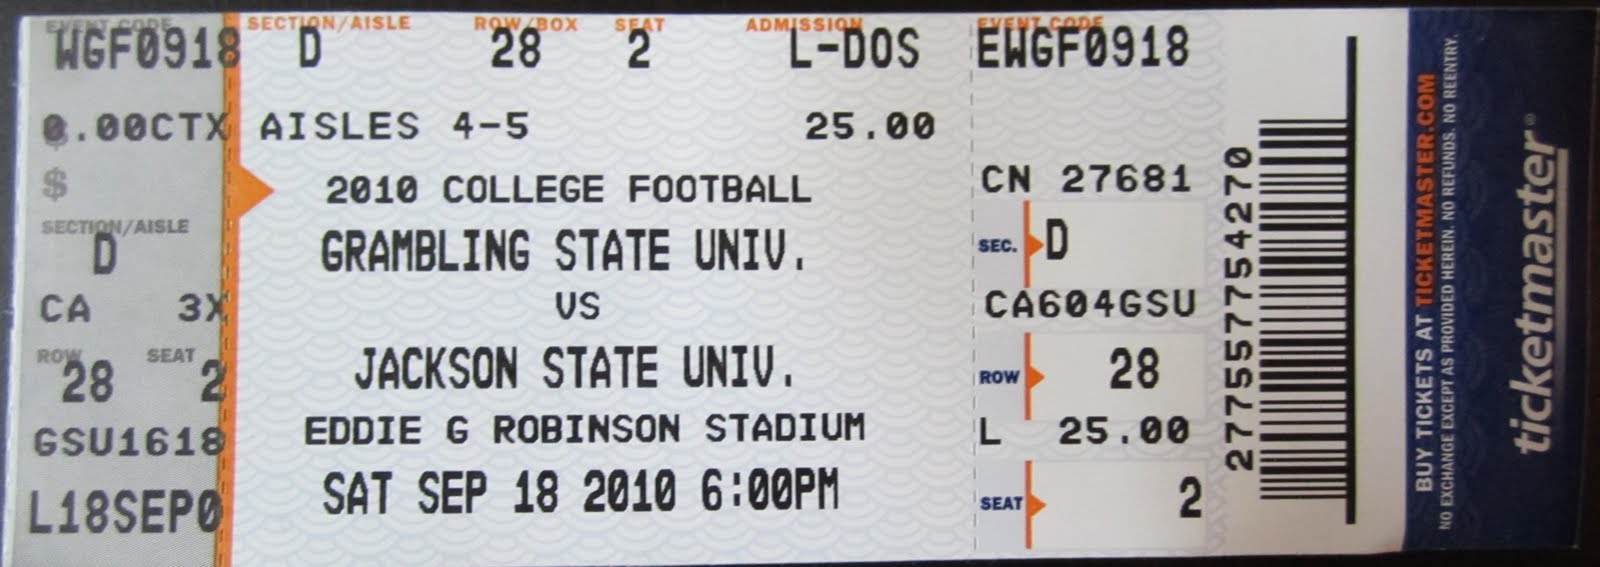 EVENT CODE
WGF0918
0.00CTX
$
SECTION/AISLE
D
CA 3X
ROW SEAT
28 2
GSU1618
L18SEP0
SECTION/AISLE ROW/BOX SEAT ADMISSION
D 28 2 L-DOS
AISLES 4-5 25.00
2010 COLLEGE FOOTBALL
GRAMBLING STATE UNIV.
VS
JACKSON STATE UNIV.
EDDIE G ROBINSON STADIUM
SAT SEP 18 2010 6:00PM
EVENT CODE
EWGF0918
CN 27681
SEC. D
CA604GSU
ROW 28
L 25.00
SEAT 2
2775557754270
BUY TICKETS AT TICKETMASTER.COM
NO EXCHANGE EXCEPT AS PROVIDED HEREIN. NO REFUNDS. NO REENTRY.
ticketmaster®